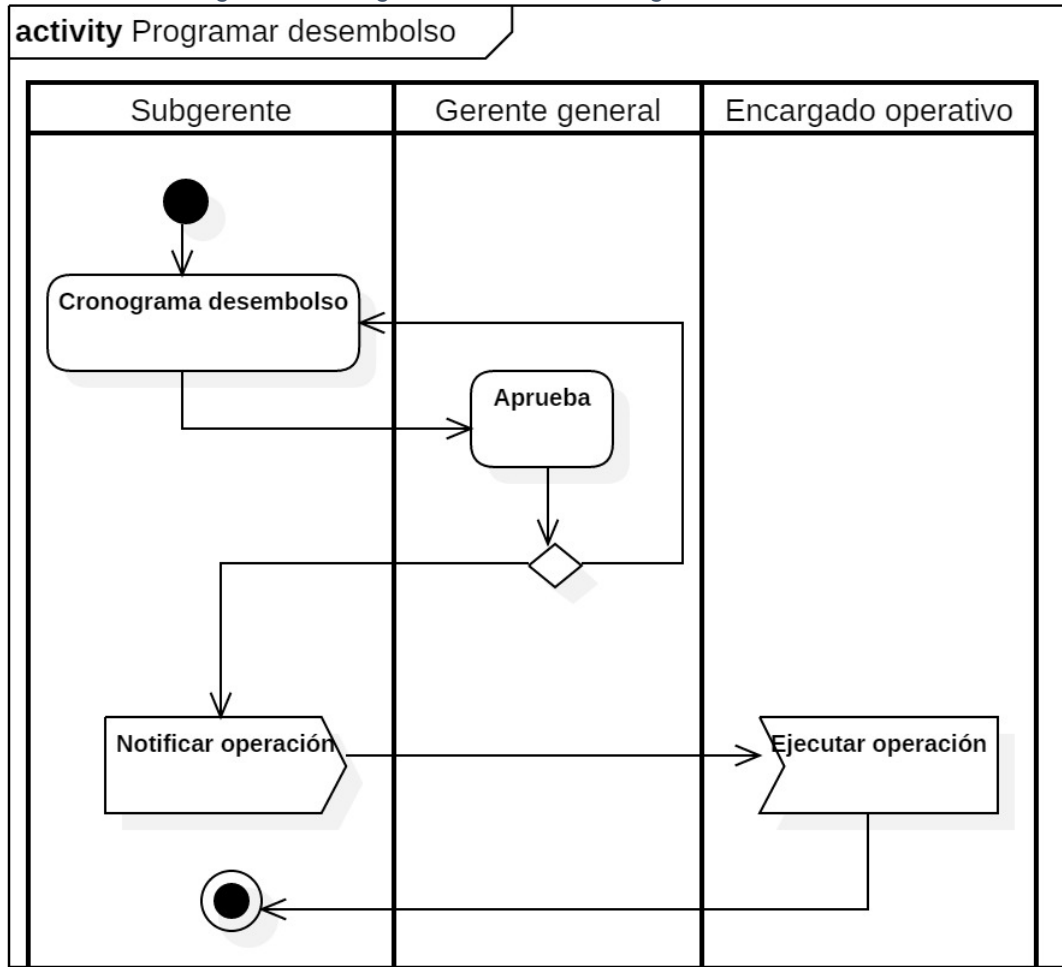 activity Programar desembolso
Subgerente
Gerente general
Encargado operativo
Cronograma desembolso
Aprueba
Notificar operación
Ejecutar operación